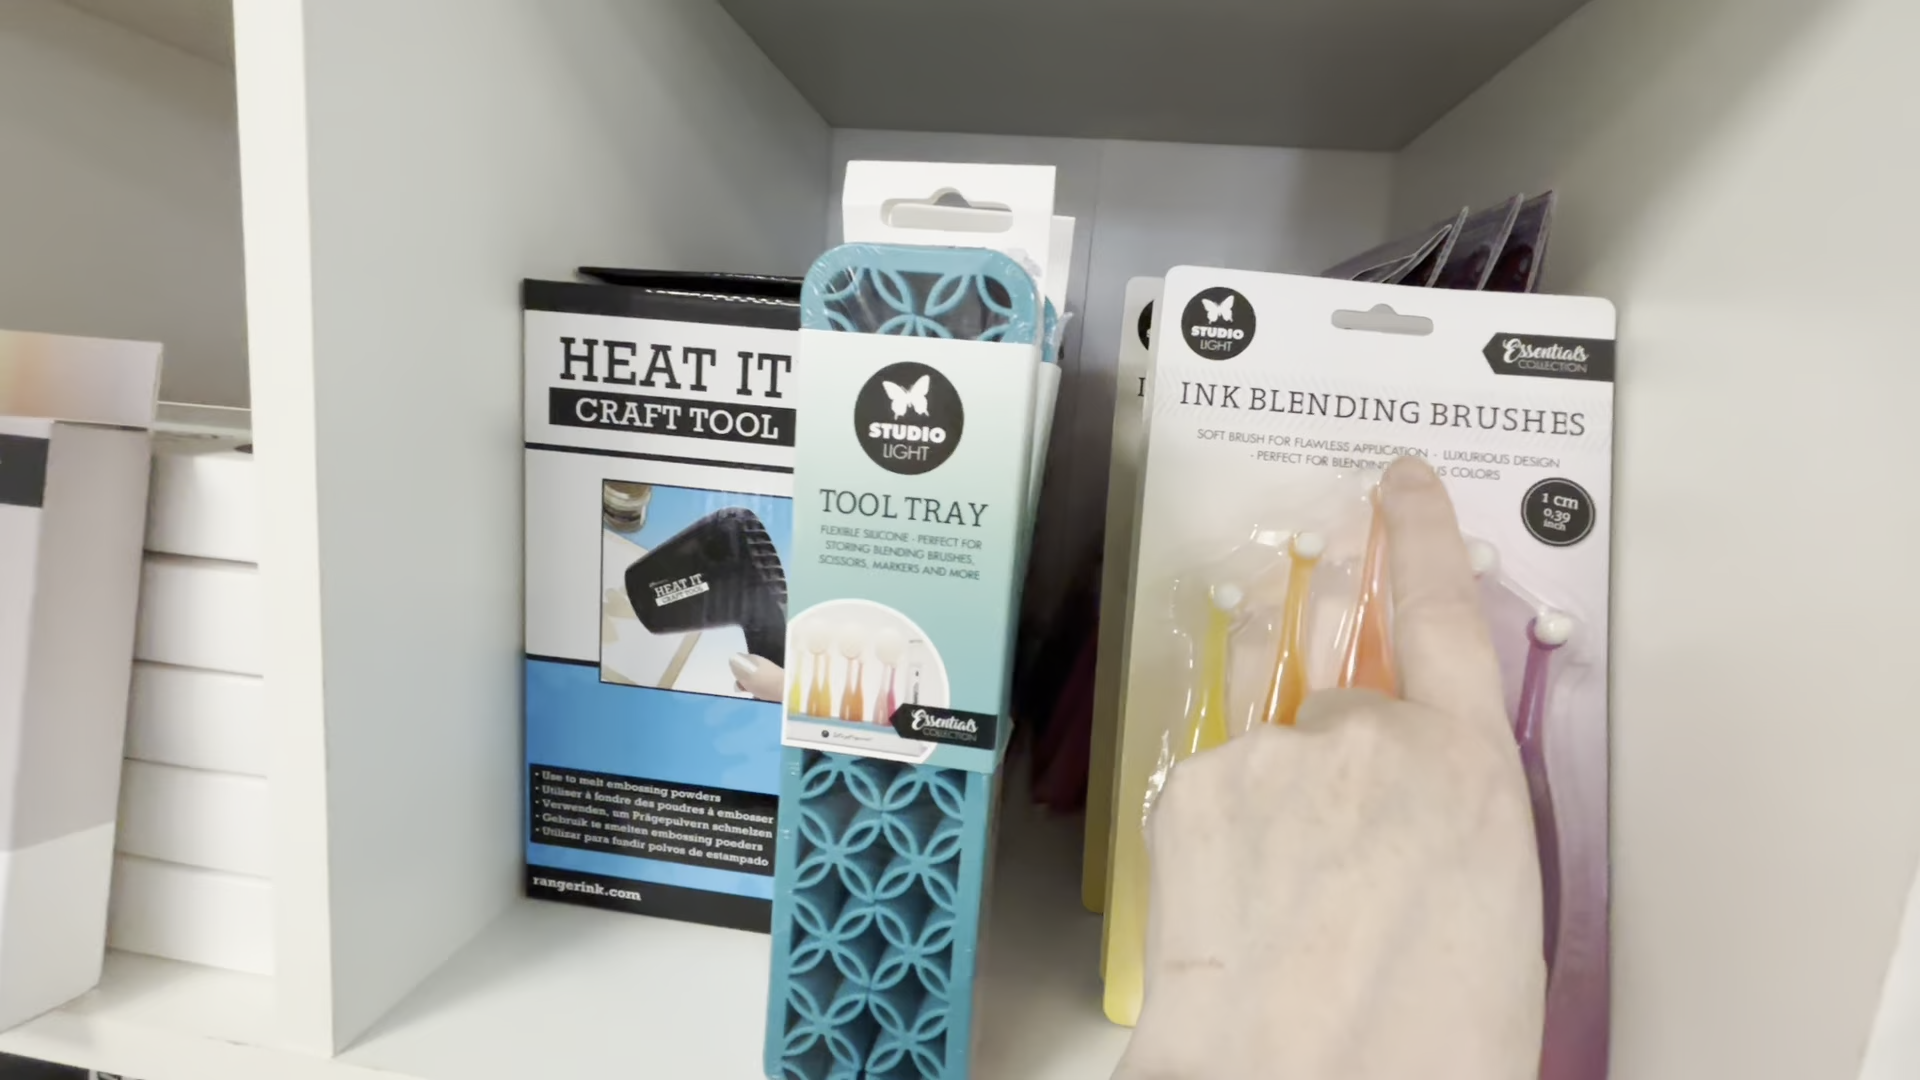 HEAT IT
CRAFT TOOL
HEAT IT
CRAFT TOOL
• Use to melt embossing powders
• Utiliser à fondre des poudres à embosser
• Verwenden, um Prägepulvern schmelzen
• Gebruik te smelten embossing poeders
• Utilizar para fundir polvos de estampado
rangerink.com
STUDIO
LIGHT
TOOL TRAY
FLEXIBLE SILICONE - PERFECT FOR
STORING BLENDING BRUSHES,
SCISSORS, MARKERS AND MORE
Essentials
COLLECTION
STUDIO
LIGHT
Essentials
COLLECTION
INK BLENDING BRUSHES
SOFT BRUSH FOR FLAWLESS APPLICATION - LUXURIOUS DESIGN
- PERFECT FOR BLENDING COLORS
1 cm
0,39
inch